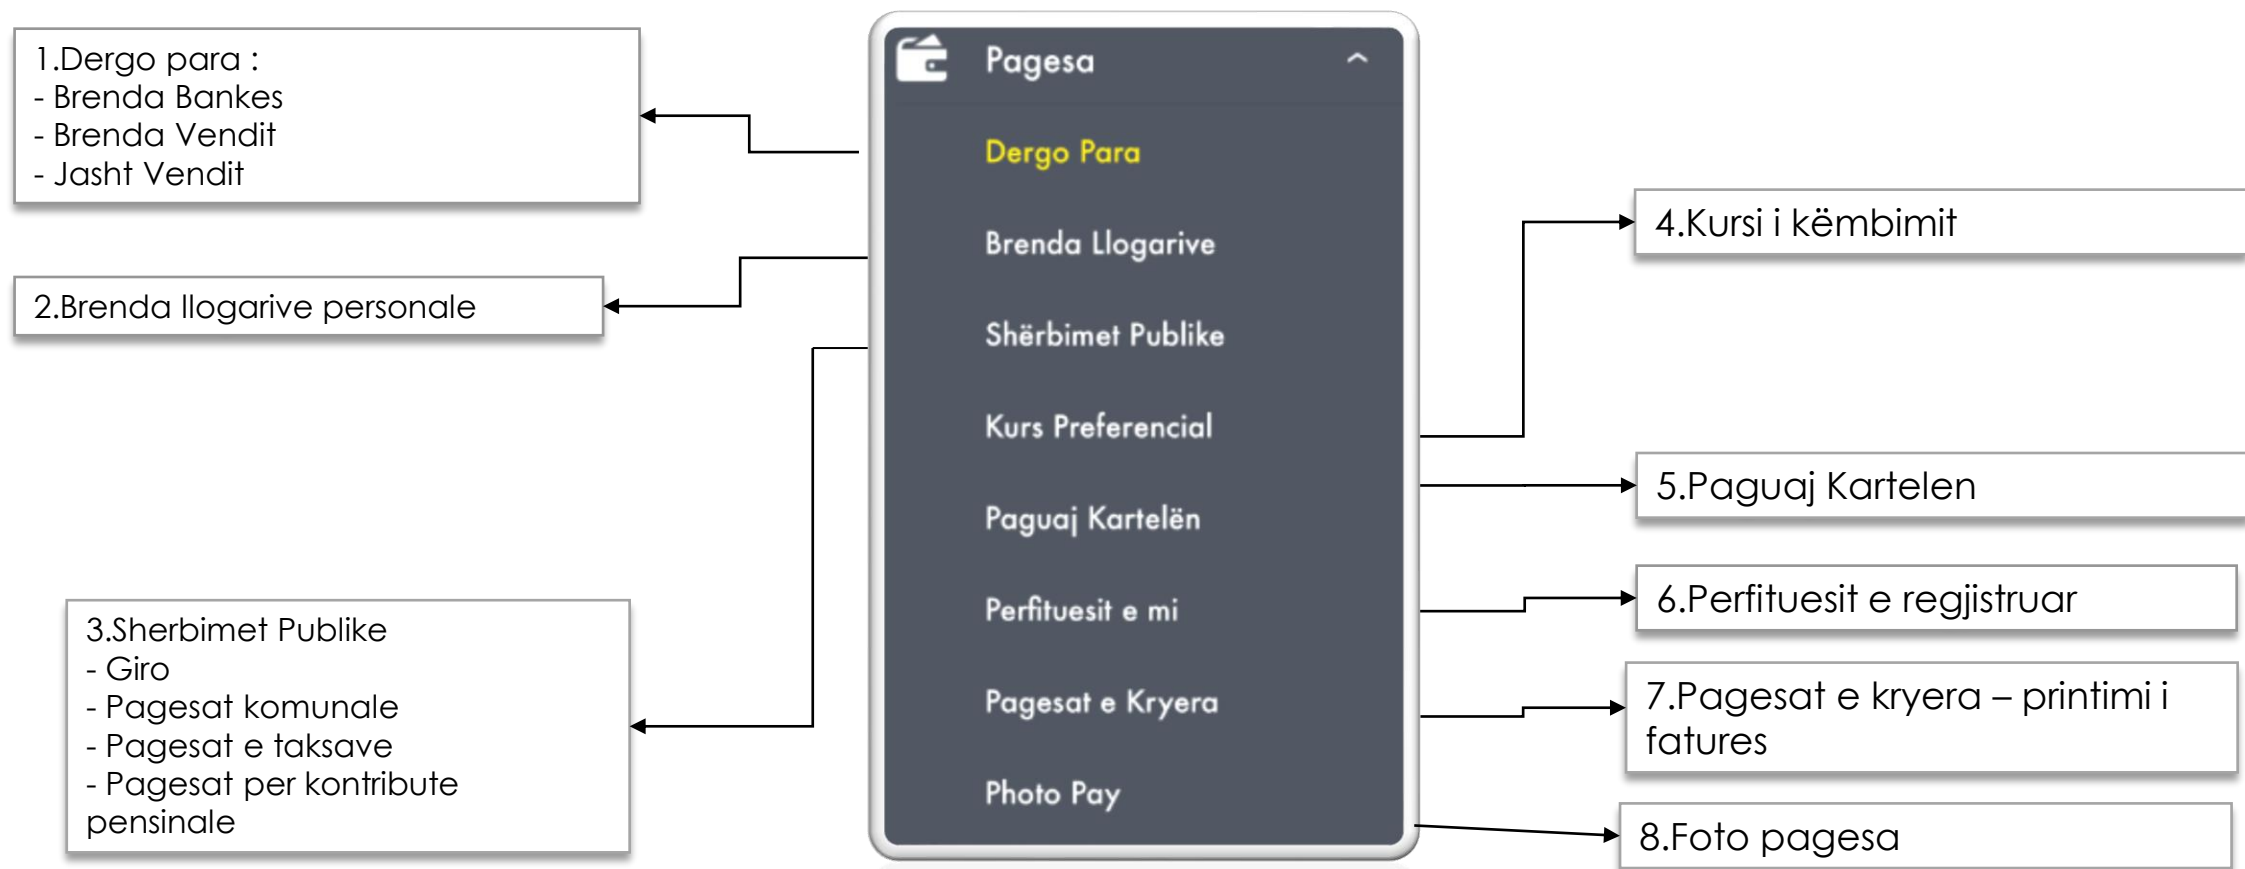 1.Dergo para :
- Brenda Bankes
- Brenda Vendit
- Jasht Vendit
2.Brenda llogarive personale
3.Sherbimet Publike
- Giro
- Pagesat komunale
- Pagesat e taksave
- Pagesat per kontribute
pensinale
Pagesa
Dergo Para
Brenda Llogarive
Shërbimet Publike
Kurs Preferencial
Paguaj Kartelën
Perfituesit e mi
Pagesat e Kryera
Photo Pay
4.Kursi i këmbimit
5.Paguaj Kartelen
6.Perfituesit e regjistruar
7.Pagesat e kryera – printimi i
fatures
8.Foto pagesa